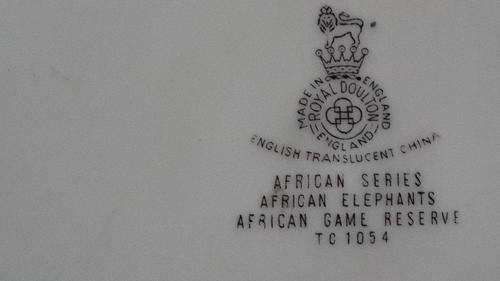 MADE IN ENGLAND
ROYAL DOULTON
ENGLAND
ENGLISH TRANSLUCENT CHINA
AFRICAN SERIES
AFRICAN ELEPHANTS
AFRICAN GAME RESERVE
TC 1054